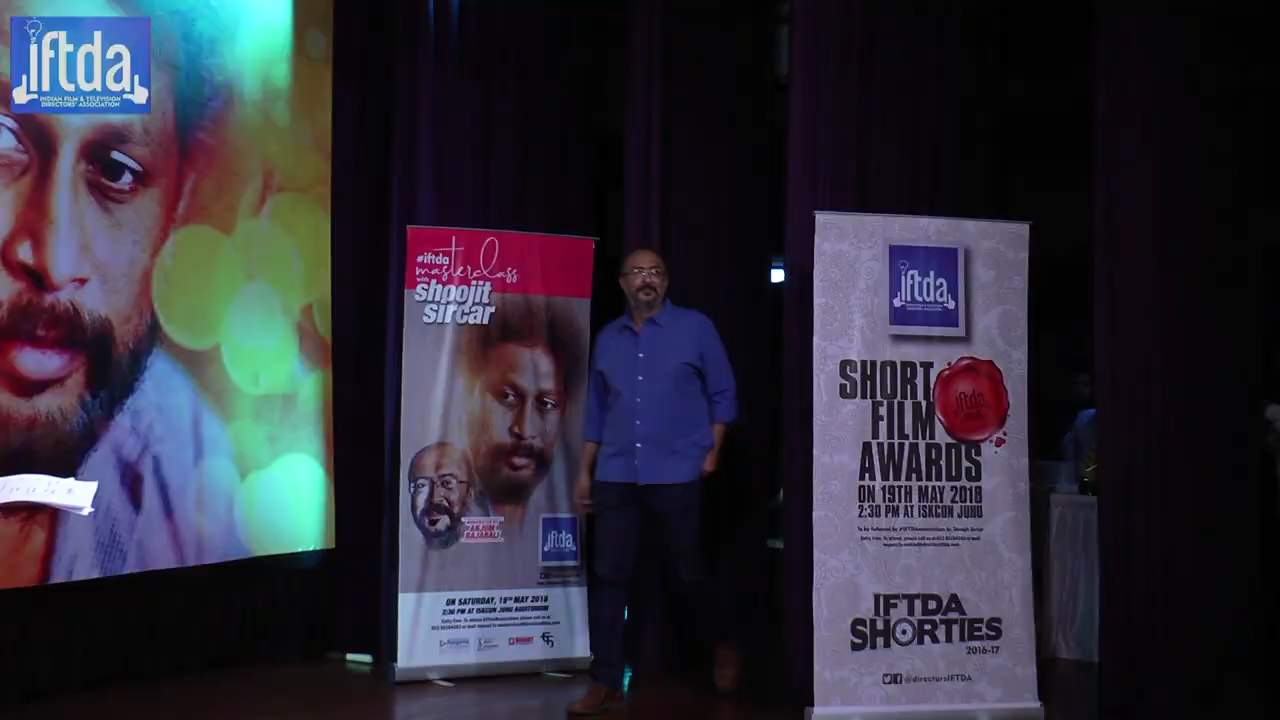 iftda
INDIAN FILM & TELEVISION
DIRECTORS' ASSOCIATION
#iftda
masterclass
with
shoojit
sircar
iftda
ON SATURDAY, 19TH MAY 2018
2:30 PM AT ISKCON JUHU AUDITORIUM
iftda
SHORT
FILM
AWARDS
iftda
ON 19TH MAY 2018
2:30 PM AT ISKCON JUHU
IFTDA
SHORTIES
2016-17
@directorsIFTDA